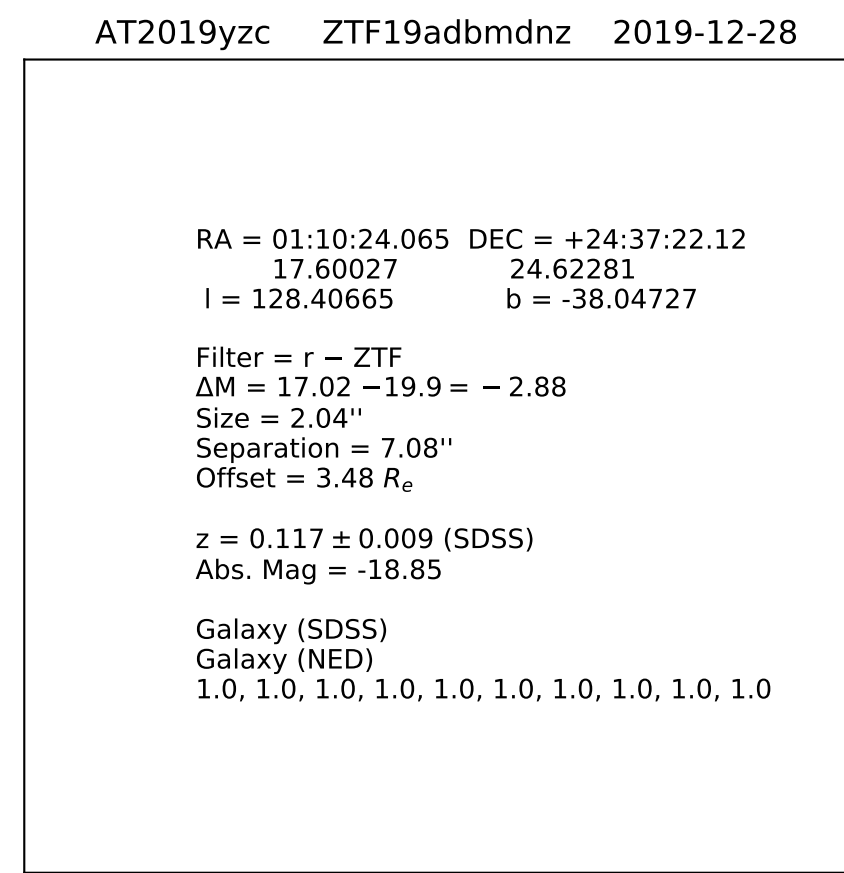 AT2019yzc ZTF19adbmdnz 2019-12-28
RA = 01:10:24.065 DEC = +24:37:22.12
17.60027 24.62281
l = 128.40665 b = -38.04727
Filter = r − ZTF
ΔM = 17.02 −19.9 = − 2.88
Size = 2.04''
Separation = 7.08''
Offset = 3.48 Re
z = 0.117 ± 0.009 (SDSS)
Abs. Mag = -18.85
Galaxy (SDSS)
Galaxy (NED)
1.0, 1.0, 1.0, 1.0, 1.0, 1.0, 1.0, 1.0, 1.0, 1.0